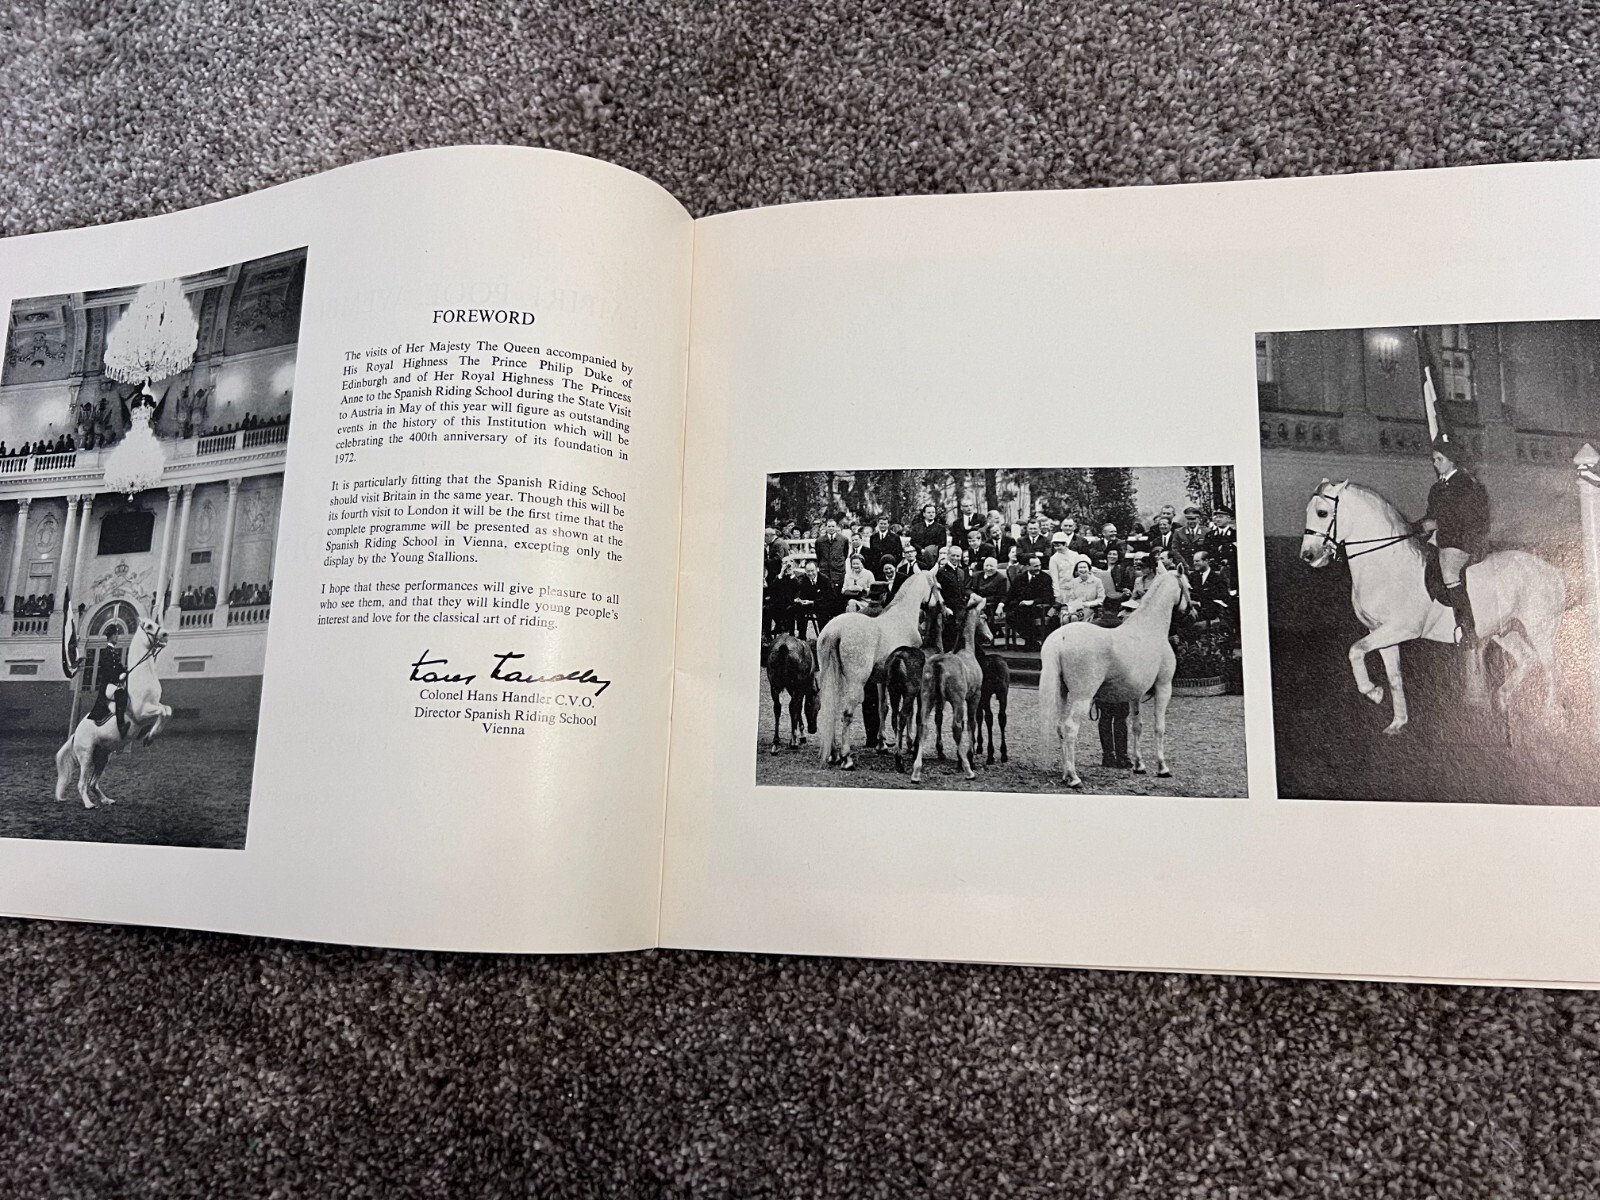 FOREWORD
The visits of Her Majesty The Queen accompanied by
His Royal Highness The Prince Philip Duke of
Edinburgh and of Her Royal Highness The Princess
Anne to the Spanish Riding School during the State Visit
to Austria in May of this year will figure as outstanding
events in the history of this Institution which will be
celebrating the 400th anniversary of its foundation in
1972.
It is particularly fitting that the Spanish Riding School
should visit Britain in the same year. Though this will be
its fourth visit to London it will be the first time that the
complete programme will be presented as shown at the
Spanish Riding School in Vienna, excepting only the
display by the Young Stallions.
I hope that these performances will give pleasure to all
who see them, and that they will kindle young people's
interest and love for the classical art of riding.
Hans Handler
Colonel Hans Handler C.V.O.
Director Spanish Riding School
Vienna